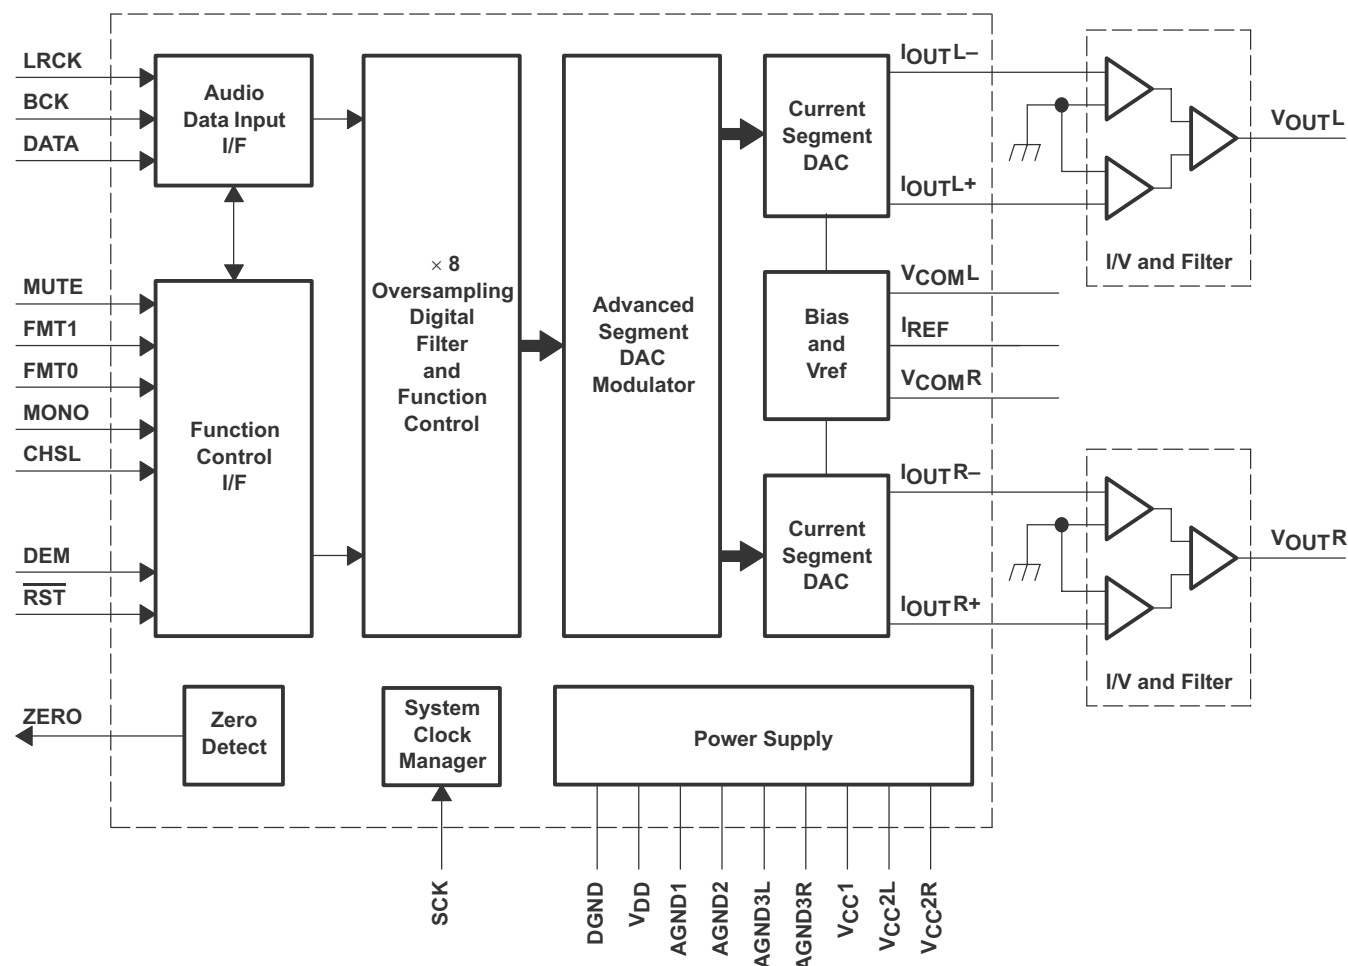 LRCK
BCK
DATA
Audio
Data Input
I/F
MUTE
FMT1
FMT0
MONO
CHSL
DEM
RST
Function
Control
I/F
× 8
Oversampling
Digital
Filter
and
Function
Control
Advanced
Segment
DAC
Modulator
Current
Segment
DAC
Bias
and
Vref
Current
Segment
DAC
IOUTL–
IOUTL+
VCOML
IREF
VCOMR
IOUTR–
IOUTR+
VOUTL
I/V and Filter
VOUTR
I/V and Filter
ZERO
Zero
Detect
System
Clock
Manager
Power Supply
SCK
DGND
VDD
AGND1
AGND2
AGND3L
AGND3R
VCC1
VCC2L
VCC2R